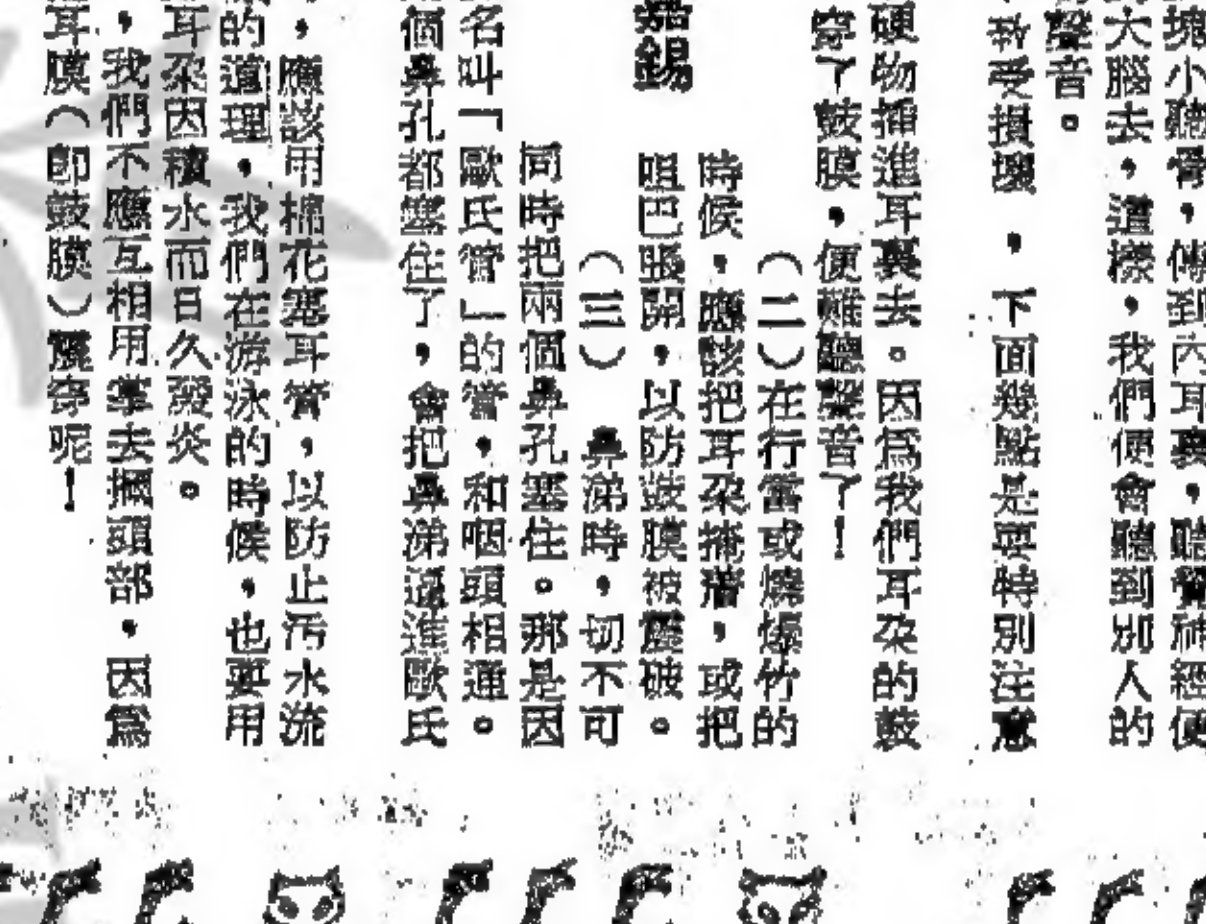 塊小聽骨，傳到內耳裏，聽覺神經便
大腦去，這樣，我們便會聽到別人的
聲音。
受損壞，下面幾點是要特別注意
硬物插進耳裏去。因為我們耳朶的鼓
穿了鼓膜，便難聽聲音了！
（二）在行雷或燒爆竹的
時候，應該把耳朶掩着，或把
咀巴張開，以防鼓膜被震破。
（三）鼻涕時，切不可
同時把兩個鼻孔塞住。那是因
名叫「歐氏管」的管，和咽頭相通。
個鼻孔都塞住了，會把鼻涕逼進歐氏
，應該用棉花塞耳管，以防止污水流
的道理，我們在游泳的時候，也要用
耳朶因積水而日久發炎。
，我們不應互相用掌去摑頭部，因為
耳膜（即鼓膜）震穿呢！
錫